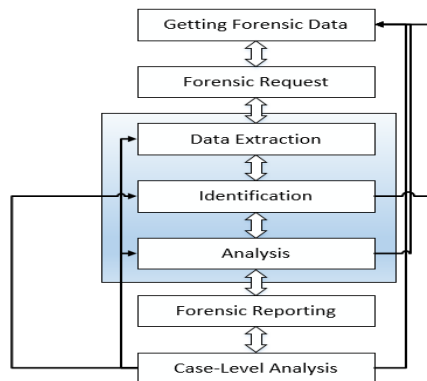 Getting Forensic Data
Forensic Request
Data Extraction
Identification
Analysis
Forensic Reporting
Case-Level Analysis